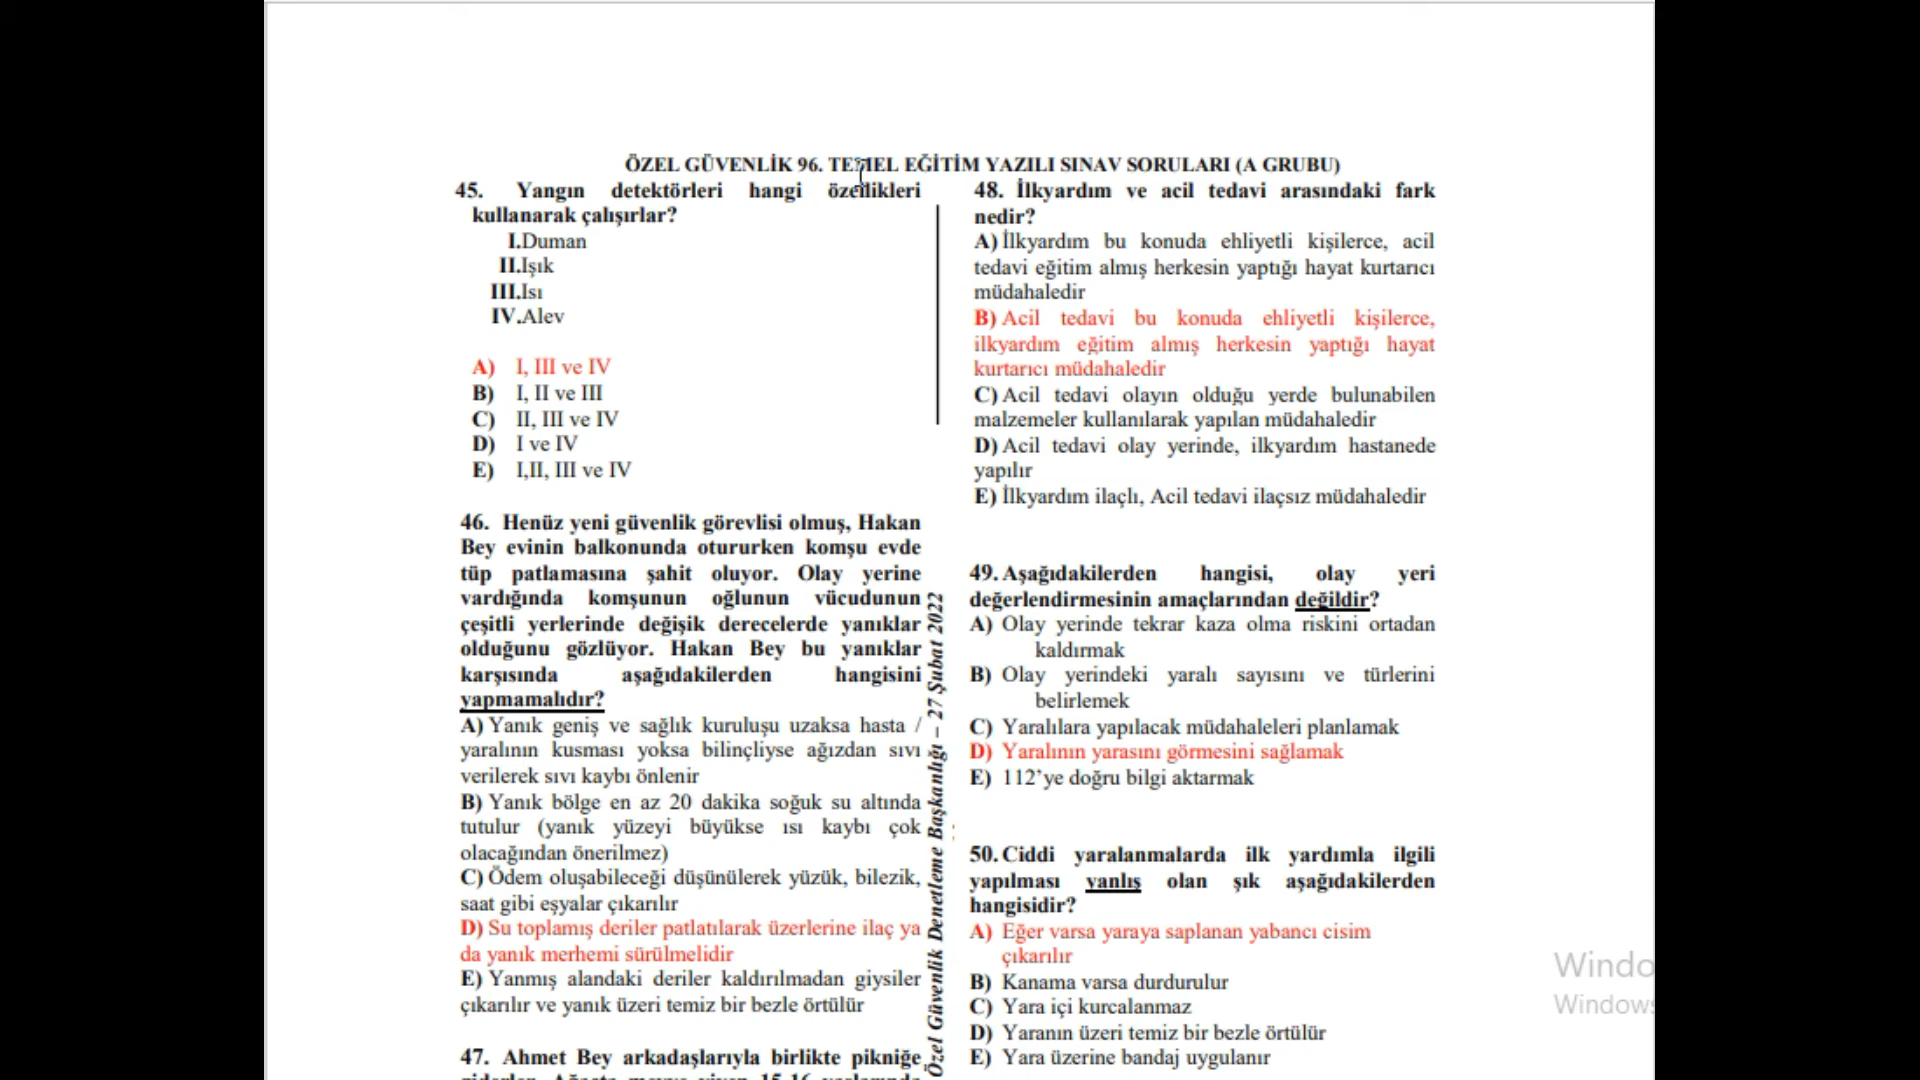 ÖZEL GÜVENLİK 96. TEMEL EĞİTİM YAZILI SINAV SORULARI (A GRUBU)
45. Yangın detektörleri hangi özellikleri
kullanarak çalışırlar?
I.Duman
II.Işık
III.Isı
IV.Alev
A) I, III ve IV
B) I, II ve III
C) II, III ve IV
D) I ve IV
E) I,II, III ve IV
46. Henüz yeni güvenlik görevlisi olmuş, Hakan
Bey evinin balkonunda otururken komşu evde
tüp patlamasına şahit oluyor. Olay yerine
vardığında komşunun oğlunun vücudunun
çeşitli yerlerinde değişik derecelerde yanıklar
olduğunu gözlüyor. Hakan Bey bu yanıklar
karşısında aşağıdakilerden hangisini
yapmamalıdır?
A) Yanık geniş ve sağlık kuruluşu uzaksa hasta /
yaralının kusması yoksa bilinçliyse ağızdan sıvı
verilerek sıvı kaybı önlenir
B) Yanık bölge en az 20 dakika soğuk su altında
tutulur (yanık yüzeyi büyükse ısı kaybı çok
olacağından önerilmez)
C) Ödem oluşabileceği düşünülerek yüzük, bilezik,
saat gibi eşyalar çıkarılır
D) Su toplamış deriler patlatılarak üzerlerine ilaç ya
da yanık merhemi sürülmelidir
E) Yanmış alandaki deriler kaldırılmadan giysiler
çıkarılır ve yanık üzeri temiz bir bezle örtülür
47. Ahmet Bey arkadaşlarıyla birlikte pikniğe
Özel Güvenlik Denetleme Başkanlığı – 27 Şubat 2022
48. İlkyardım ve acil tedavi arasındaki fark
nedir?
A) İlkyardım bu konuda ehliyetli kişilerce, acil
tedavi eğitim almış herkesin yaptığı hayat kurtarıcı
müdahaledir
B) Acil tedavi bu konuda ehliyetli kişilerce,
ilkyardım eğitim almış herkesin yaptığı hayat
kurtarıcı müdahaledir
C) Acil tedavi olayın olduğu yerde bulunabilen
malzemeler kullanılarak yapılan müdahaledir
D) Acil tedavi olay yerinde, ilkyardım hastanede
yapılır
E) İlkyardım ilaçlı, Acil tedavi ilaçsız müdahaledir
49. Aşağıdakilerden hangisi, olay yeri
değerlendirmesinin amaçlarından değildir?
A) Olay yerinde tekrar kaza olma riskini ortadan
kaldırmak
B) Olay yerindeki yaralı sayısını ve türlerini
belirlemek
C) Yaralılara yapılacak müdahaleleri planlamak
D) Yaralının yarasını görmesini sağlamak
E) 112’ye doğru bilgi aktarmak
50. Ciddi yaralanmalarda ilk yardımla ilgili
yapılması yanlış olan şık aşağıdakilerden
hangisidir?
A) Eğer varsa yaraya saplanan yabancı cisim
çıkarılır
B) Kanama varsa durdurulur
C) Yara içi kurcalanmaz
D) Yaranın üzeri temiz bir bezle örtülür
E) Yara üzerine bandaj uygulanır
Windo
Windows